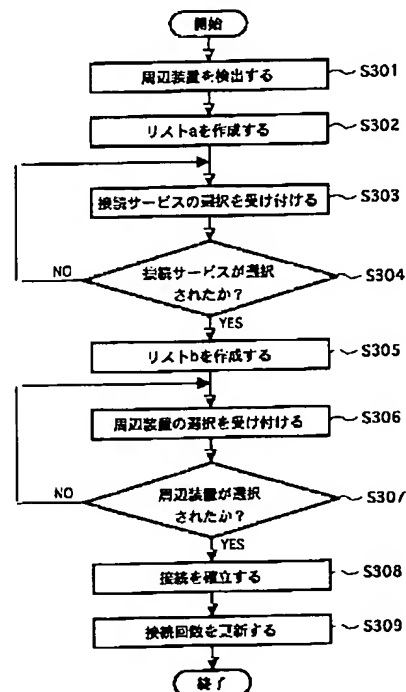 開始
周辺装置を検出する
S301
リストaを作成する
S302
接続サービスの選択を受け付ける
S303
接続サービスが選択
されたか？
S304
NO
YES
リストbを作成する
S305
周辺装置の選択を受け付ける
S306
周辺装置が選択
されたか？
S307
NO
YES
接続を確立する
S308
接続回数を更新する
S309
終了